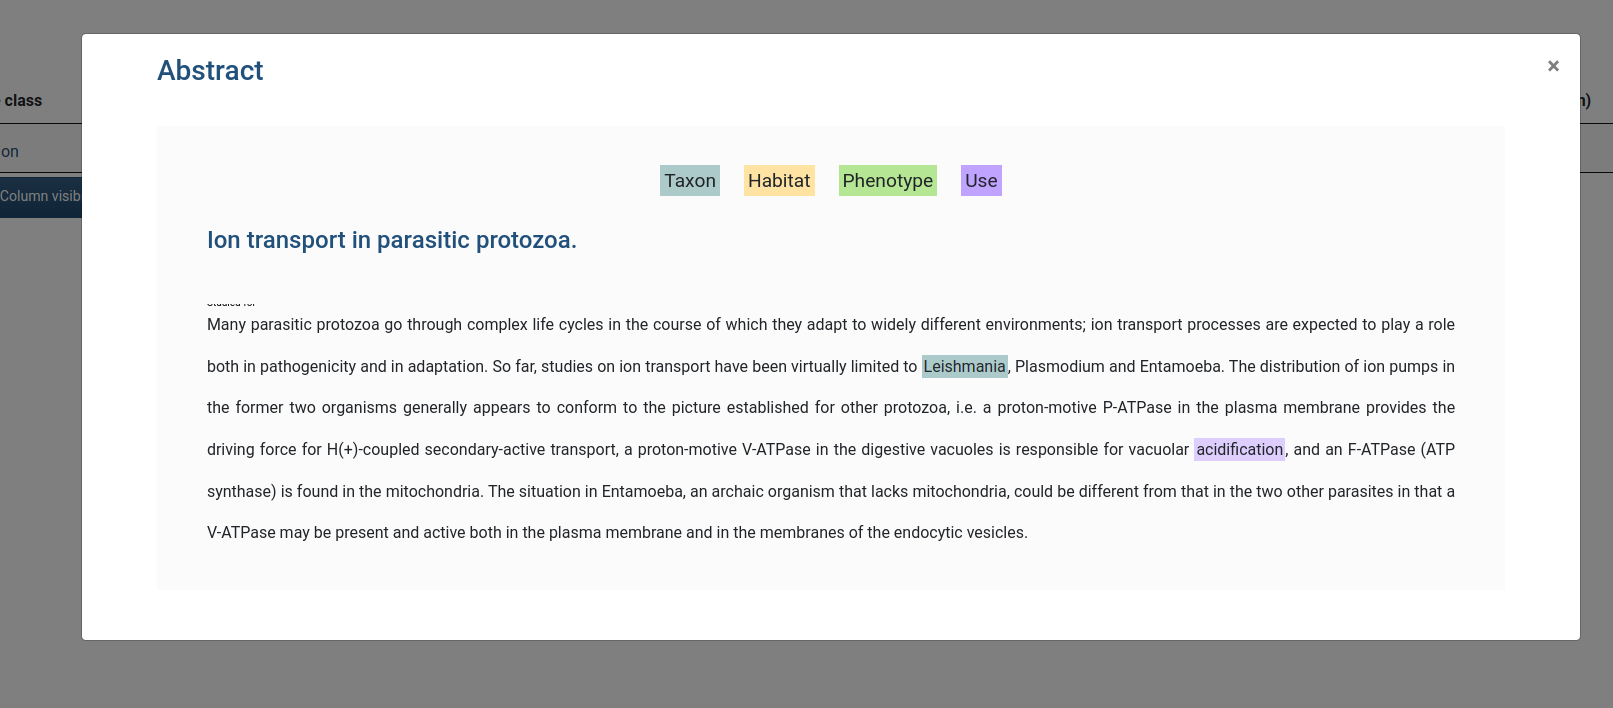 Abstract
×
class
n)
on
Column visib
Taxon Habitat Phenotype Use
Ion transport in parasitic protozoa.
Many parasitic protozoa go through complex life cycles in the course of which they adapt to widely different environments; ion transport processes are expected to play a role
both in pathogenicity and in adaptation. So far, studies on ion transport have been virtually limited to Leishmania, Plasmodium and Entamoeba. The distribution of ion pumps in
the former two organisms generally appears to conform to the picture established for other protozoa, i.e. a proton-motive P-ATPase in the plasma membrane provides the
driving force for H(+)-coupled secondary-active transport, a proton-motive V-ATPase in the digestive vacuoles is responsible for vacuolar acidification, and an F-ATPase (ATP
synthase) is found in the mitochondria. The situation in Entamoeba, an archaic organism that lacks mitochondria, could be different from that in the two other parasites in that a
V-ATPase may be present and active both in the plasma membrane and in the membranes of the endocytic vesicles.